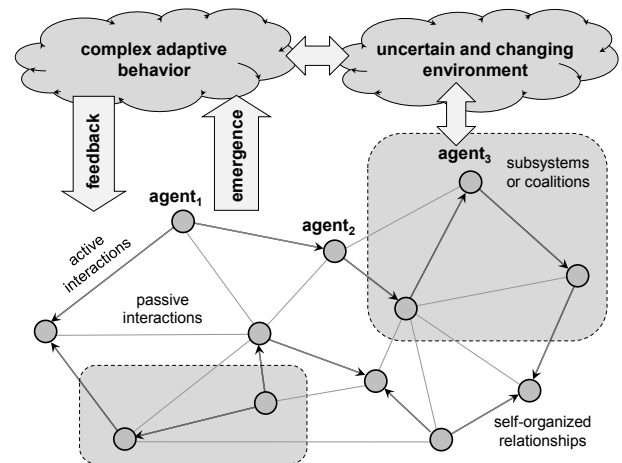 complex adaptive
behavior
uncertain and changing
environment
feedback
emergence
agent₃
subsystems
or coalitions
agent₁
agent₂
active
interactions
passive
interactions
self-organized
relationships